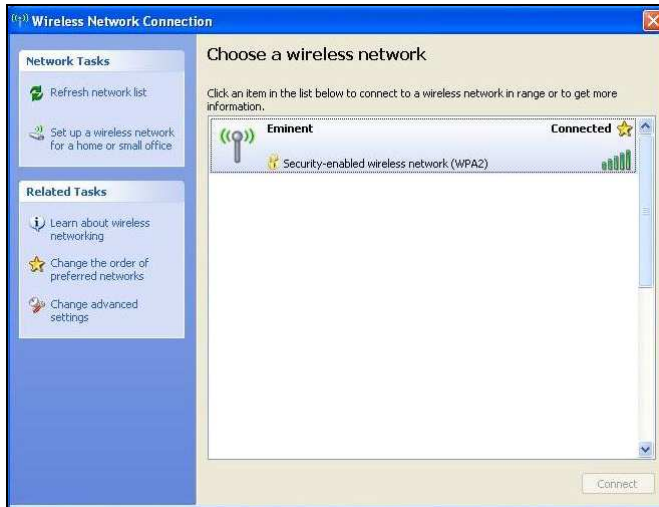 Wireless Network Connection
Network Tasks
Refresh network list
Set up a wireless network
for a home or small office
Related Tasks
Learn about wireless
networking
Change the order of
preferred networks
Change advanced
settings
Choose a wireless network
Click an item in the list below to connect to a wireless network in range or to get more
information.
Eminent Connected
Security-enabled wireless network (WPA2)
Connect